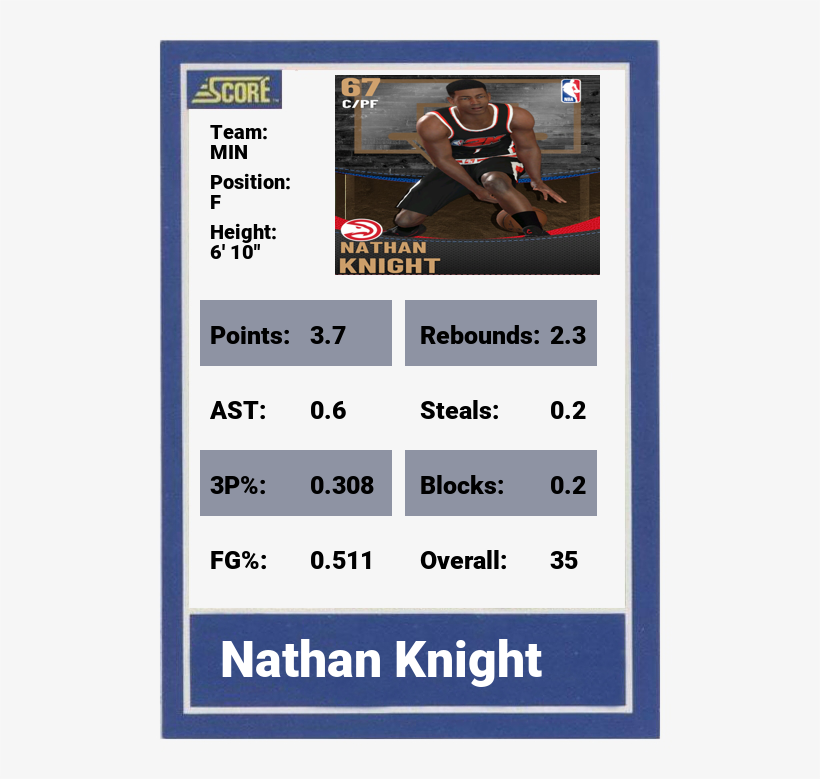 SCORE
Team:
MIN
Position:
F
Height:
6' 10"
67
C/PF
NBA
NATHAN
KNIGHT
Points: 3.7 Rebounds: 2.3
AST: 0.6 Steals: 0.2
3P%: 0.308 Blocks: 0.2
FG%: 0.511 Overall: 35
Nathan Knight